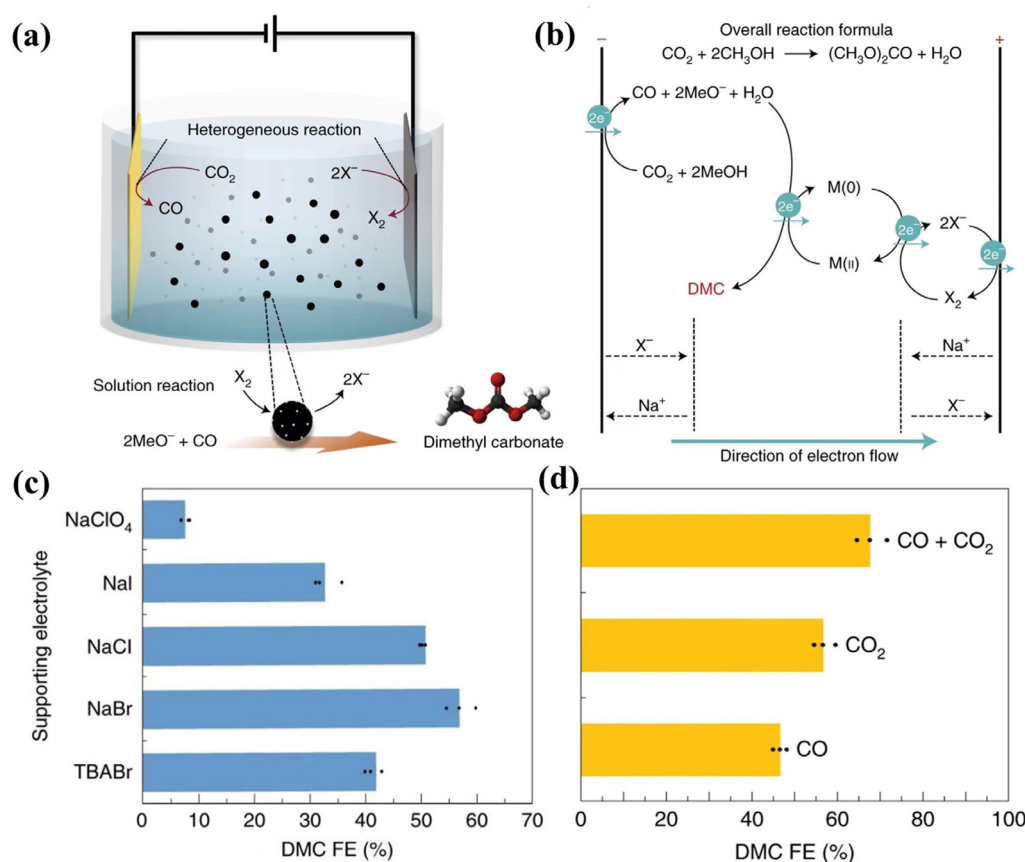 (a)
Heterogeneous reaction
CO₂
CO
2X⁻
X₂
Solution reaction
X₂
2X⁻
2MeO⁻ + CO
Dimethyl carbonate
(b)
Overall reaction formula
CO₂ + 2CH₃OH → (CH₃O)₂CO + H₂O
−
+
CO + 2MeO⁻ + H₂O
2e⁻
CO₂ + 2MeOH
M(0)
2e⁻
2e⁻
2X⁻
2e⁻
M(II)
DMC
X₂
X⁻
Na⁺
Na⁺
X⁻
Direction of electron flow
(c)
Supporting electrolyte
NaClO₄
NaI
NaCl
NaBr
TBABr
0 10 20 30 40 50 60 70
DMC FE (%)
(d)
CO + CO₂
CO₂
CO
0 20 40 60 80 100
DMC FE (%)